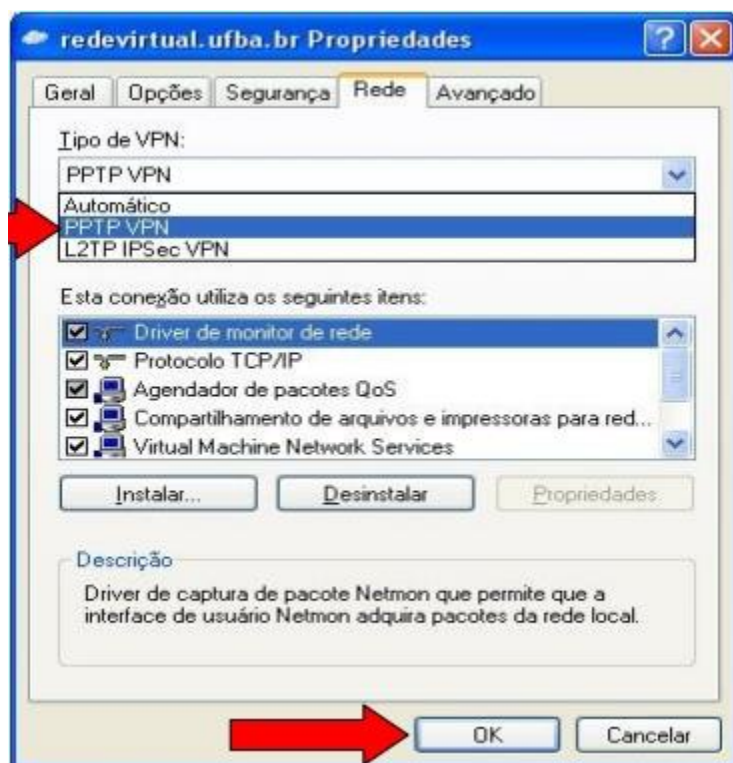 redevirtual.ufba.br Propriedades
Geral Opções Segurança Rede Avançado
Tipo de VPN:
PPTP VPN
Automático
PPTP VPN
L2TP IPSec VPN
Esta conexão utiliza os seguintes itens:
Driver de monitor de rede
Protocolo TCP/IP
Agendador de pacotes QoS
Compartilhamento de arquivos e impressoras para red...
Virtual Machine Network Services
Instalar... Desinstalar Propriedades
Descrição
Driver de captura de pacote Netmon que permite que a
interface de usuário Netmon adquira pacotes da rede local.
OK Cancelar